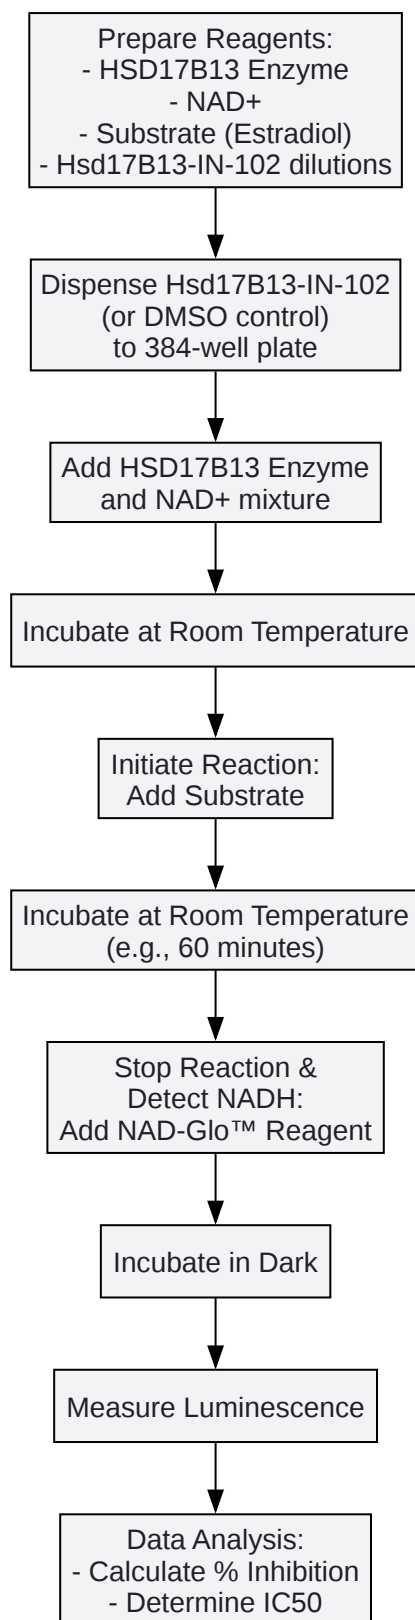 Prepare Reagents:
- HSD17B13 Enzyme
- NAD+
- Substrate (Estradiol)
- Hsd17B13-IN-102 dilutions
Dispense Hsd17B13-IN-102
(or DMSO control)
to 384-well plate
Add HSD17B13 Enzyme
and NAD+ mixture
Incubate at Room Temperature
Initiate Reaction:
Add Substrate
Incubate at Room Temperature
(e.g., 60 minutes)
Stop Reaction &
Detect NADH:
Add NAD-Glo™ Reagent
Incubate in Dark
Measure Luminescence
Data Analysis:
- Calculate % Inhibition
- Determine IC50